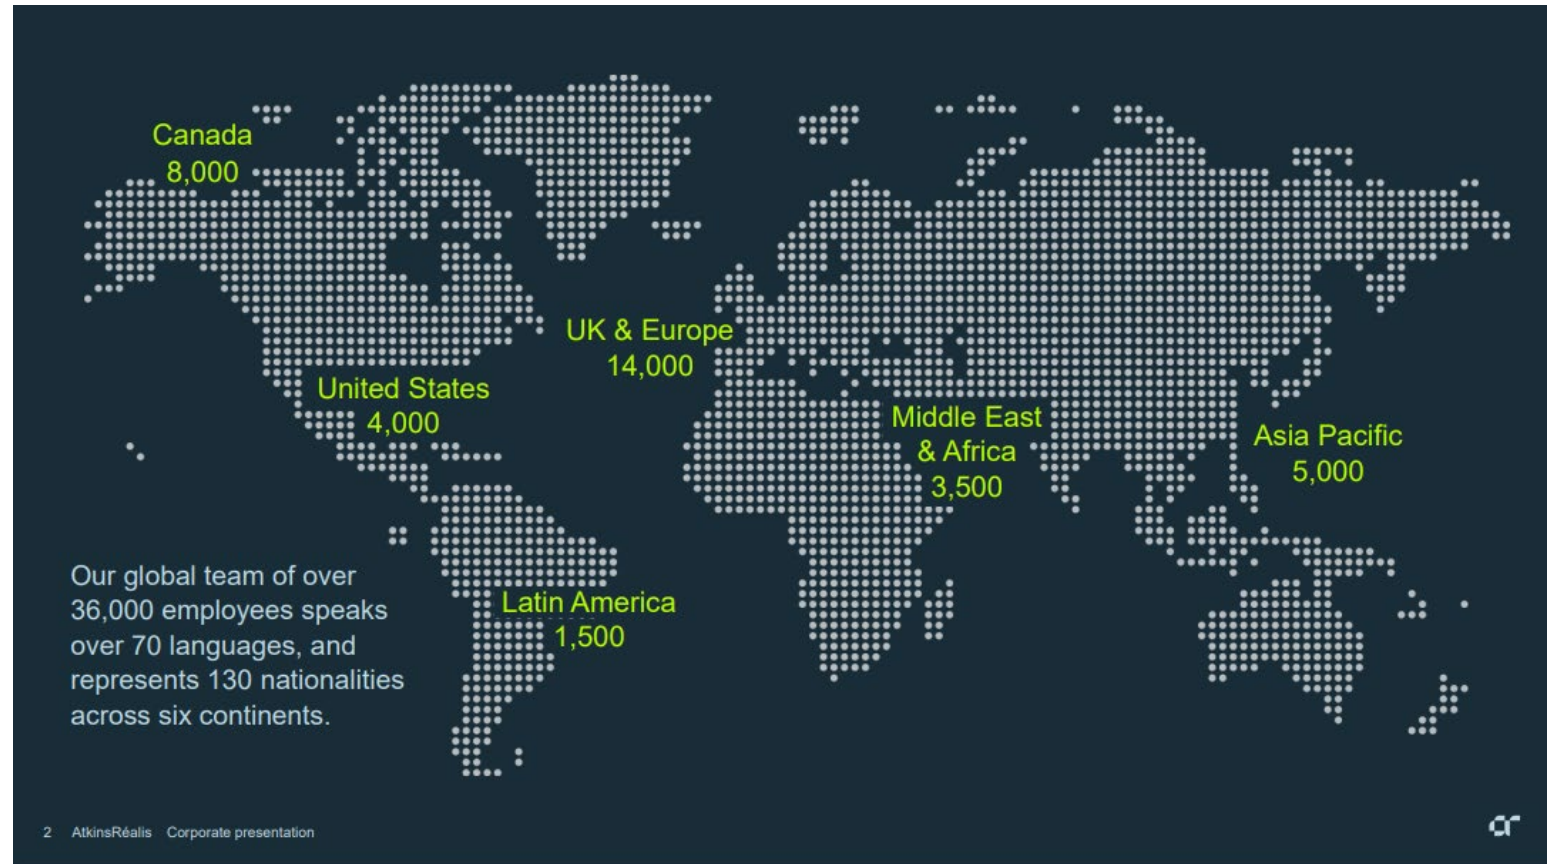 Canada
8,000
UK & Europe
14,000
United States
4,000
Middle East
& Africa
3,500
Asia Pacific
5,000
Latin America
1,500
Our global team of over
36,000 employees speaks
over 70 languages, and
represents 130 nationalities
across six continents.
2 AtkinsRéalis Corporate presentation